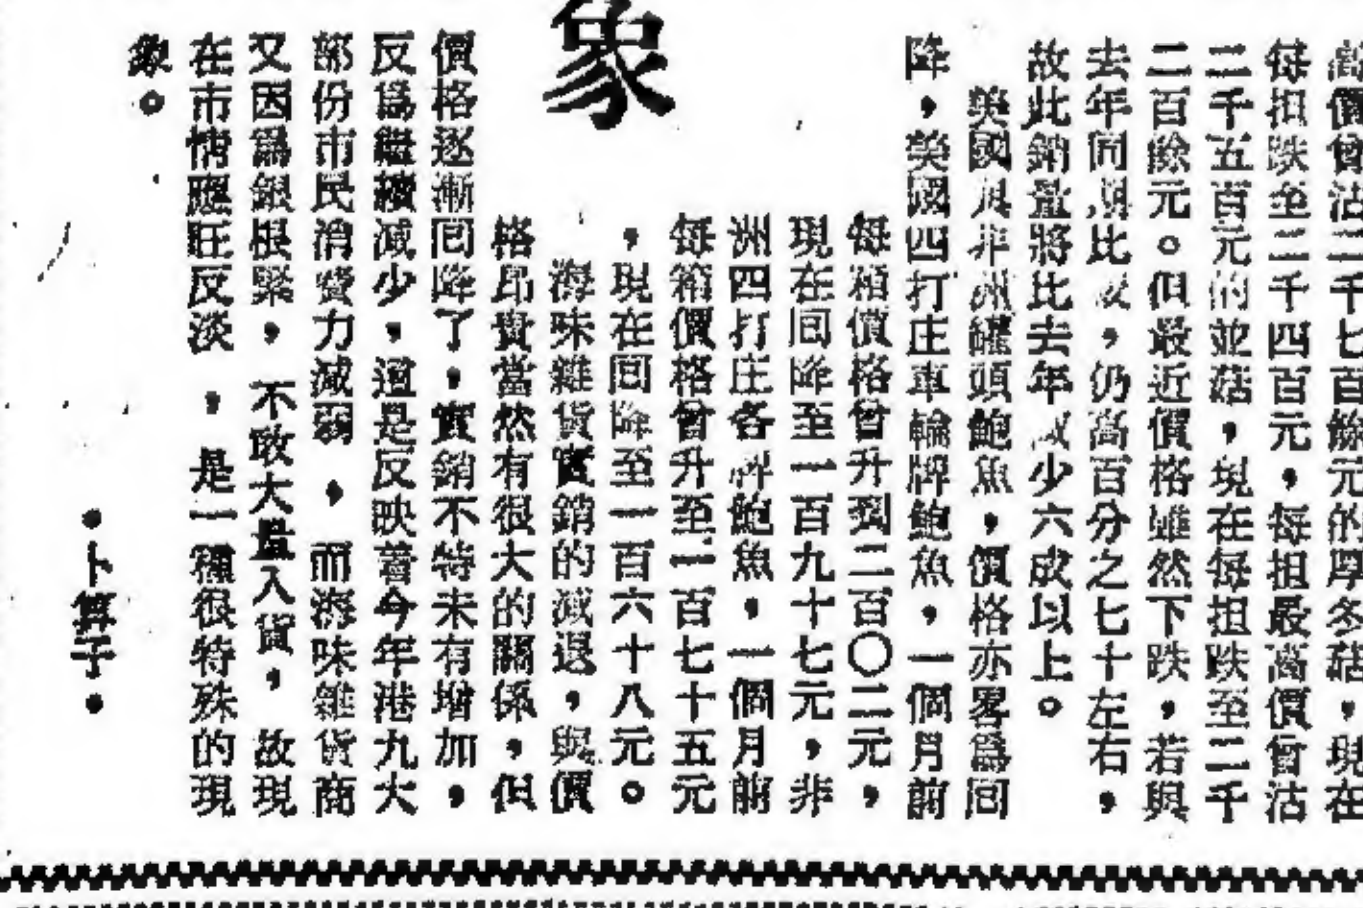 象
高價曾沽二千七百餘元的厚冬菇，現在
每担跌至二千四百元，每担最高價曾沽
二千五百元的並菇，現在每担跌至二千
二百餘元。但最近價格雖然下跌，若與
去年同期比較，仍高百分之七十左右，
故此銷量將比去年減少六成以上。
英國與非洲罐頭鮑魚，價格亦畧為回
降，英國四打庄車輪牌鮑魚，一個月前
每箱價格曾升到二百〇二元，
現在回降至一百九十七元，非
洲四打庄各牌鮑魚，一個月前
每箱價格曾升至一百七十五元
，現在回降至一百六十八元。
海味雜貨實銷的減退，與價
格昂貴當然有很大的關係，但
價格逐漸回降了，實銷不特未有增加，
反爲繼續減少，這是反映着今年港九大
部份市民消費力減弱，而海味雜貨商
又因爲銀根緊，不敢大量入貨，故現
在市情應旺反淡，是一種很特殊的現
象。
•卜算子•